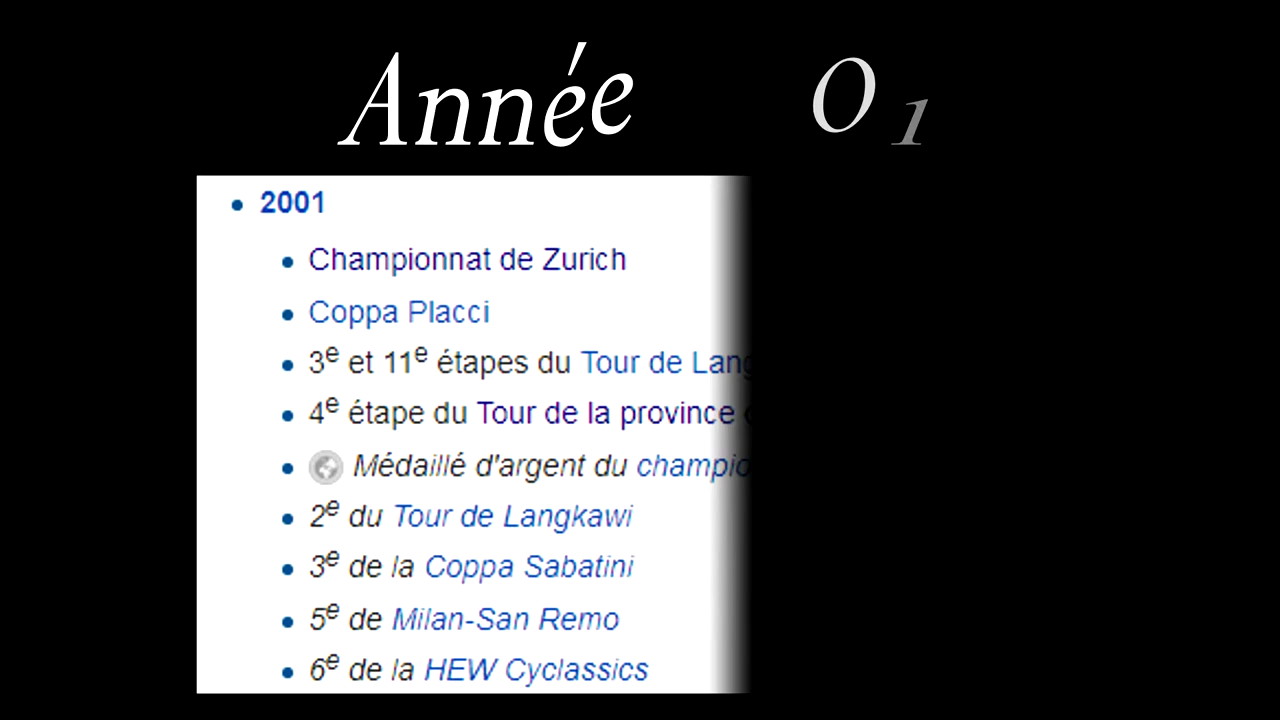 Année 01
2001
Championnat de Zurich
Coppa Placci
3e et 11e étapes du Tour de Lang
4e étape du Tour de la province
Médaillé d'argent du champio
2e du Tour de Langkawi
3e de la Coppa Sabatini
5e de Milan-San Remo
6e de la HEW Cyclassics